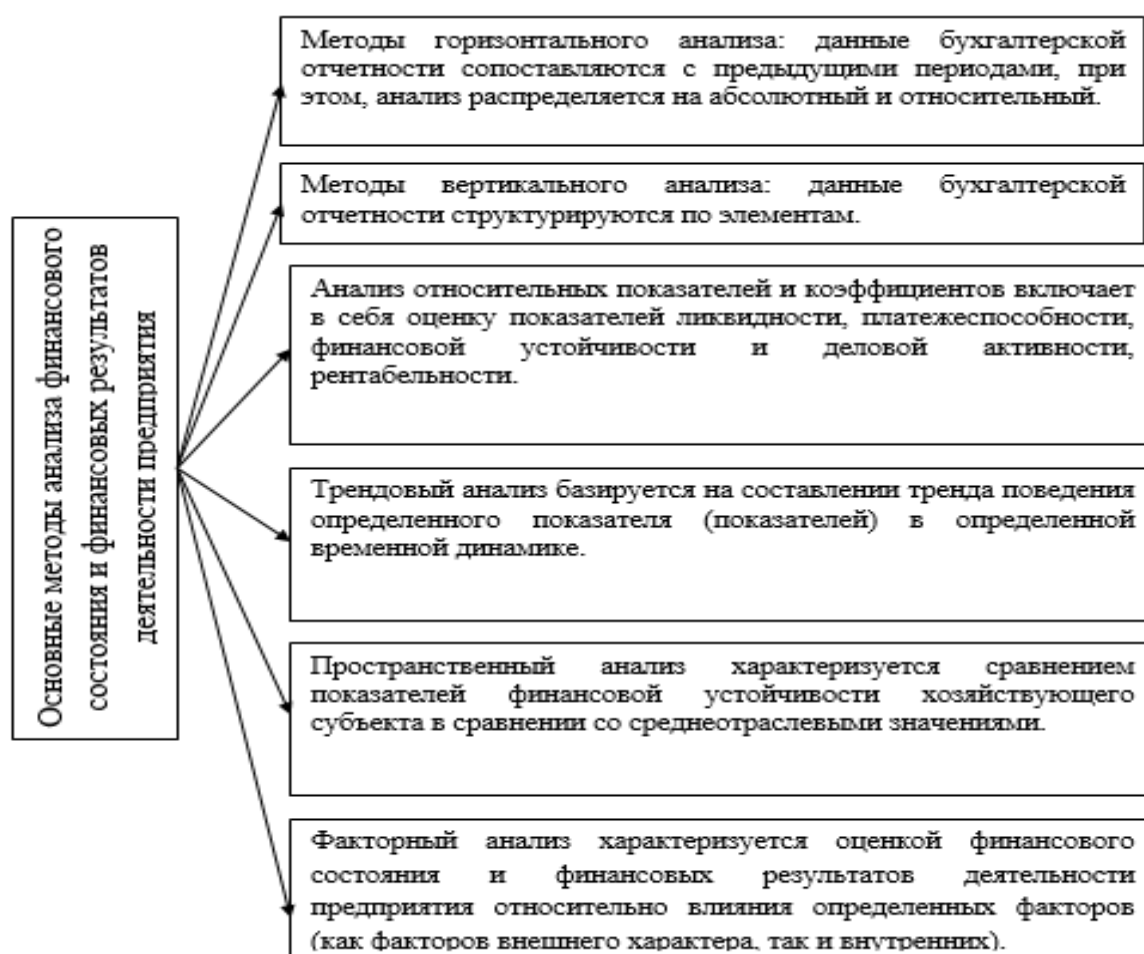 Основные методы анализа финансового
состояния и финансовых результатов
деятельности предприятия
Методы горизонтального анализа: данные бухгалтерской
отчетности сопоставляются с предыдущими периодами, при
этом, анализ распределяется на абсолютный и относительный.
Методы вертикального анализа: данные бухгалтерской
отчетности структурируются по элементам.
Анализ относительных показателей и коэффициентов включает
в себя оценку показателей ликвидности, платежеспособности,
финансовой устойчивости и деловой активности,
рентабельности.
Трендовый анализ базируется на составлении тренда поведения
определенного показателя (показателей) в определенной
временной динамике.
Пространственный анализ характеризуется сравнением
показателей финансовой устойчивости хозяйствующего
субъекта в сравнении со среднеотраслевыми значениями.
Факторный анализ характеризуется оценкой финансового
состояния и финансовых результатов деятельности
предприятия относительно влияния определенных факторов
(как факторов внешнего характера, так и внутренних).